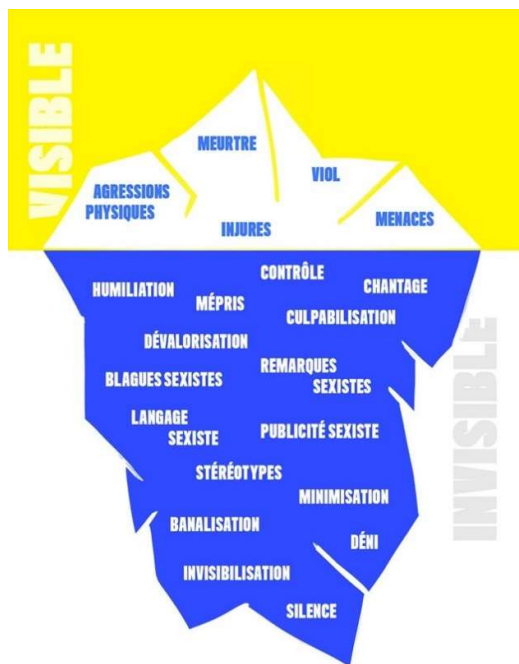 VISIBLE
MEURTRE
VIOL
AGRESSIONS
PHYSIQUES
INJURES
MENACES
INVISIBLE
CONTRÔLE
HUMILIATION
CHANTAGE
MÉPRIS
CULPABILISATION
DÉVALORISATION
REMARQUES
SEXISTES
BLAGUES SEXISTES
LANGAGE
SEXISTE
PUBLICITÉ SEXISTE
STÉRÉOTYPES
MINIMISATION
BANALISATION
DÉNI
INVISIBILISATION
SILENCE